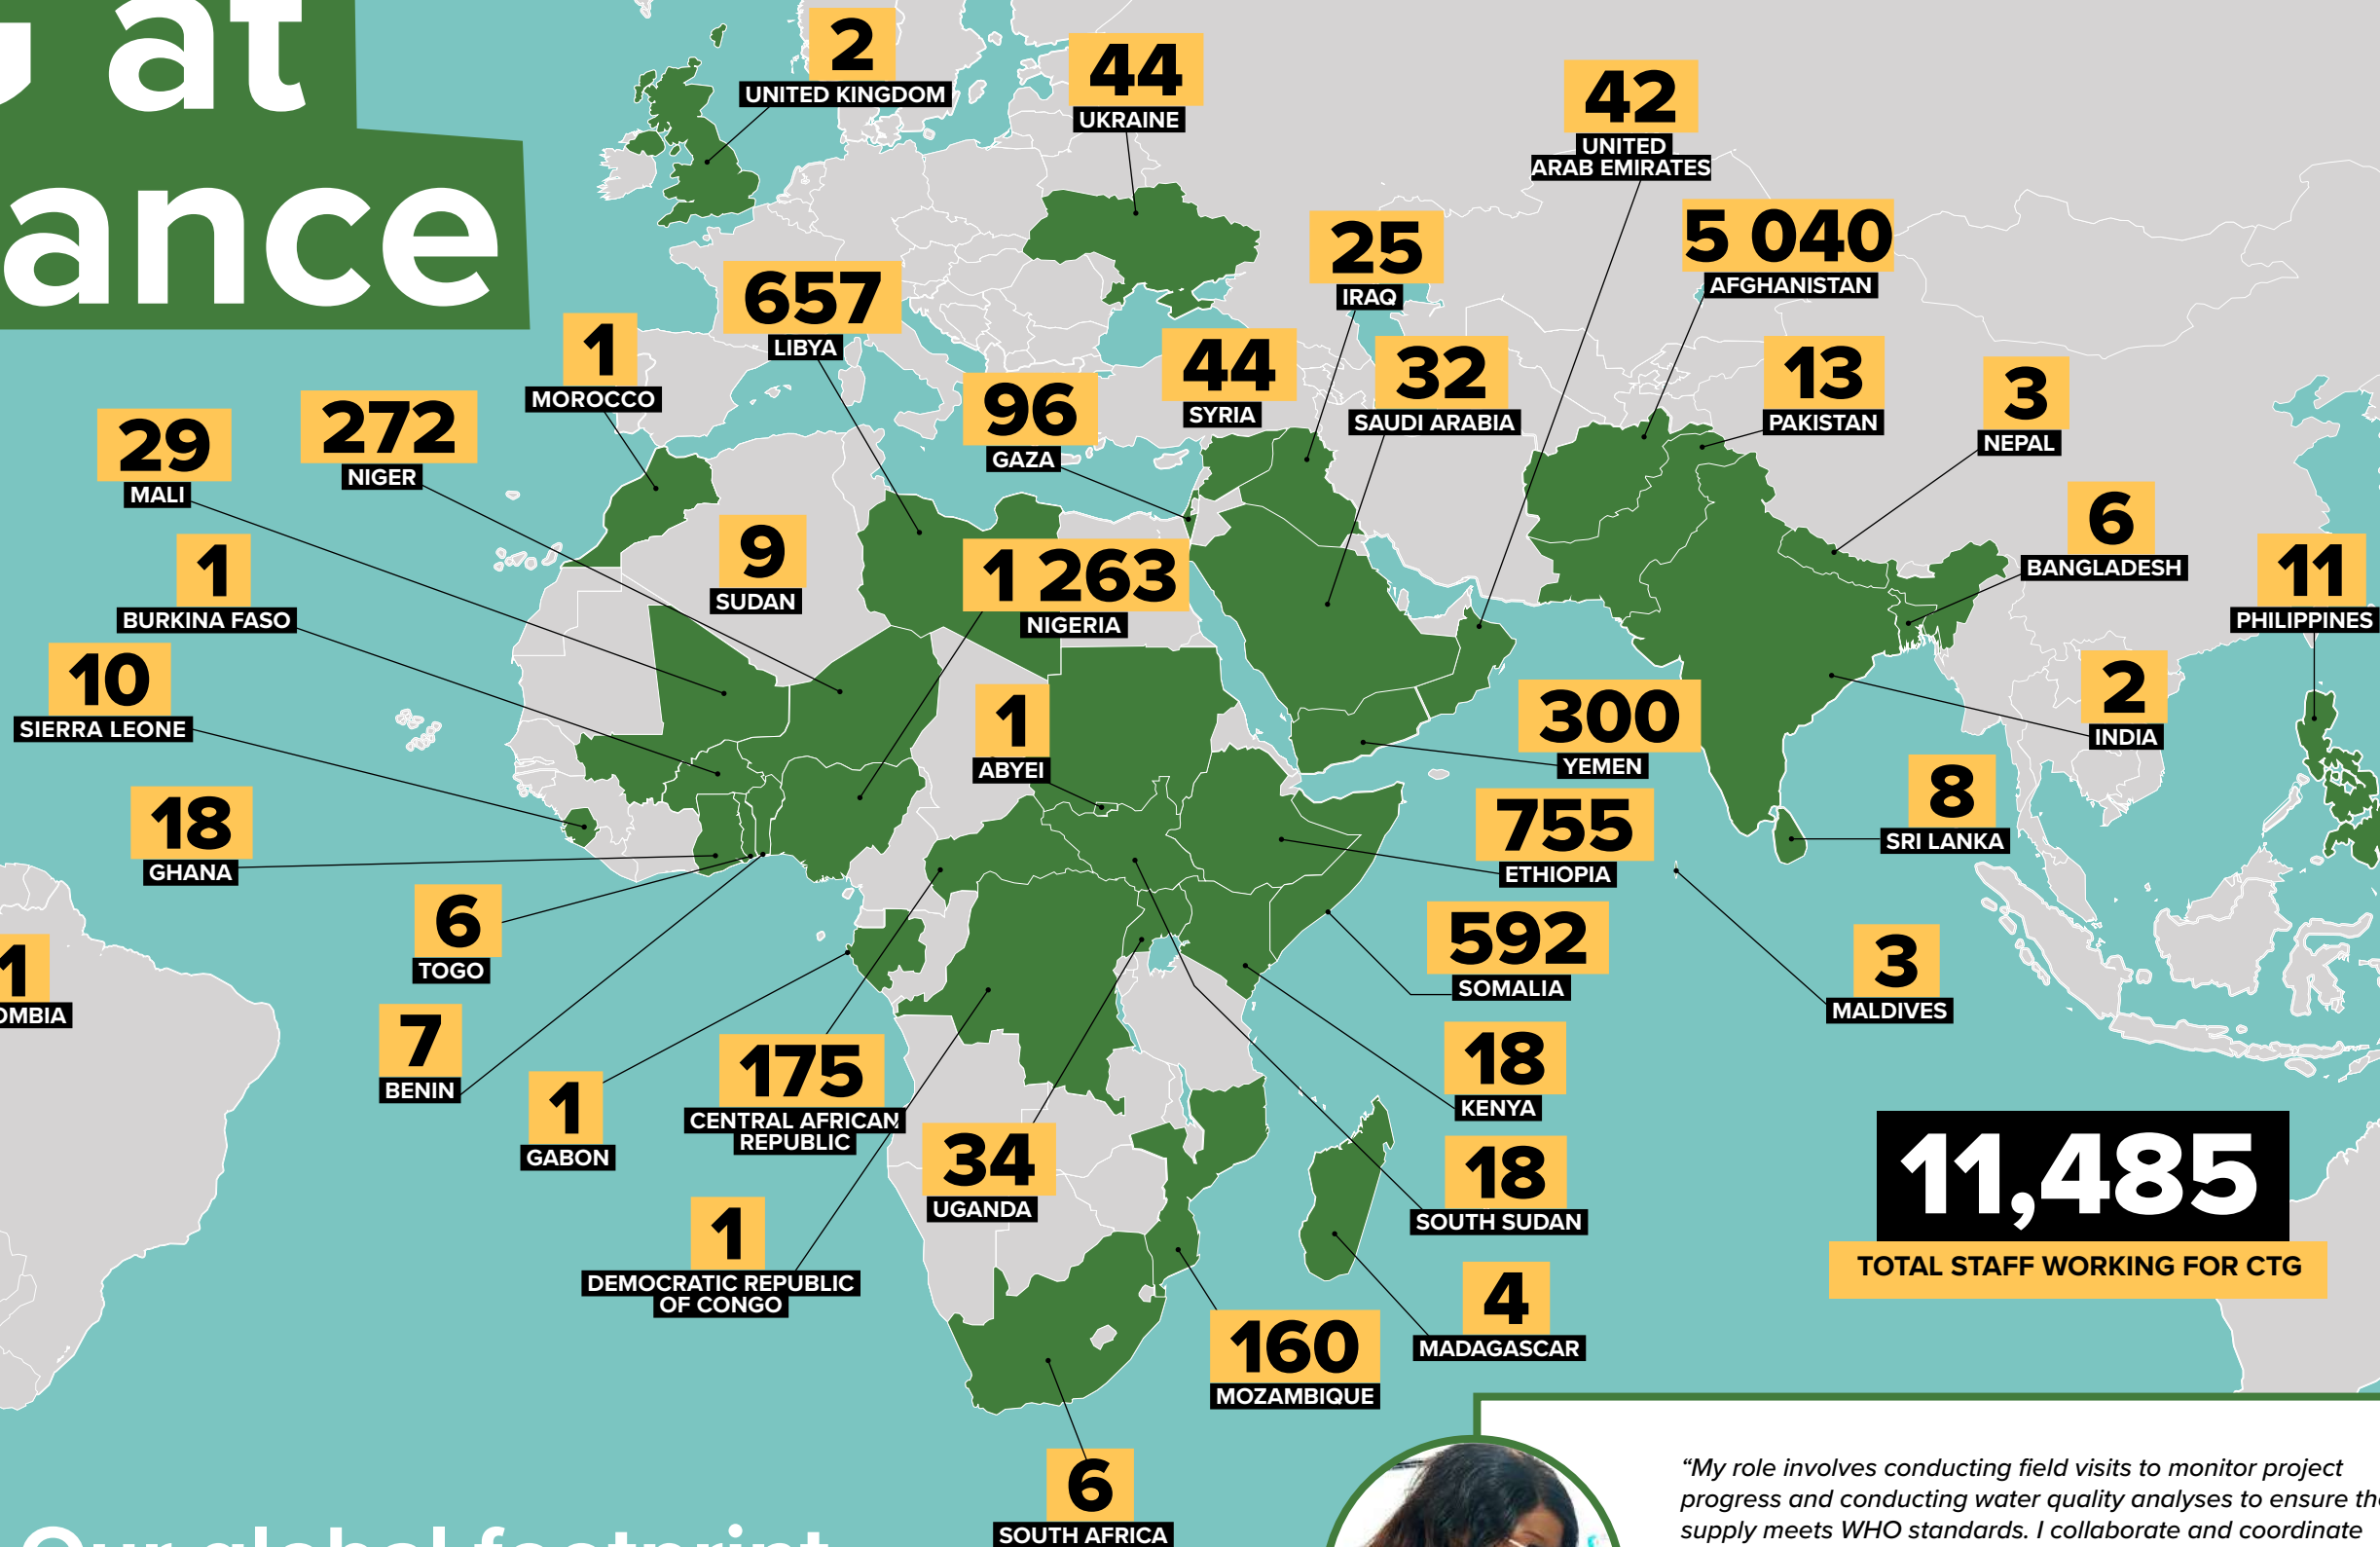 at
ance
2
UNITED KINGDOM
44
UKRAINE
42
UNITED
ARAB EMIRATES
5 040
AFGHANISTAN
25
IRAQ
657
LIBYA
1
MOROCCO
44
SYRIA
32
SAUDI ARABIA
13
PAKISTAN
3
NEPAL
96
GAZA
272
NIGER
29
MALI
6
BANGLADESH
9
SUDAN
1 263
NIGERIA
11
PHILIPPINES
1
BURKINA FASO
10
SIERRA LEONE
2
INDIA
1
ABYEI
300
YEMEN
8
SRI LANKA
18
GHANA
755
ETHIOPIA
6
TOGO
592
SOMALIA
3
MALDIVES
1
OMBIA
7
BENIN
1
GABON
175
CENTRAL AFRICAN
REPUBLIC
18
KENYA
34
UGANDA
18
SOUTH SUDAN
11,485
TOTAL STAFF WORKING FOR CTG
1
DEMOCRATIC REPUBLIC
OF CONGO
4
MADAGASCAR
160
MOZAMBIQUE
6
SOUTH AFRICA
Our global footprint
“My role involves conducting field visits to monitor project
progress and conducting water quality analyses to ensure the
supply meets WHO standards. I collaborate and coordinate